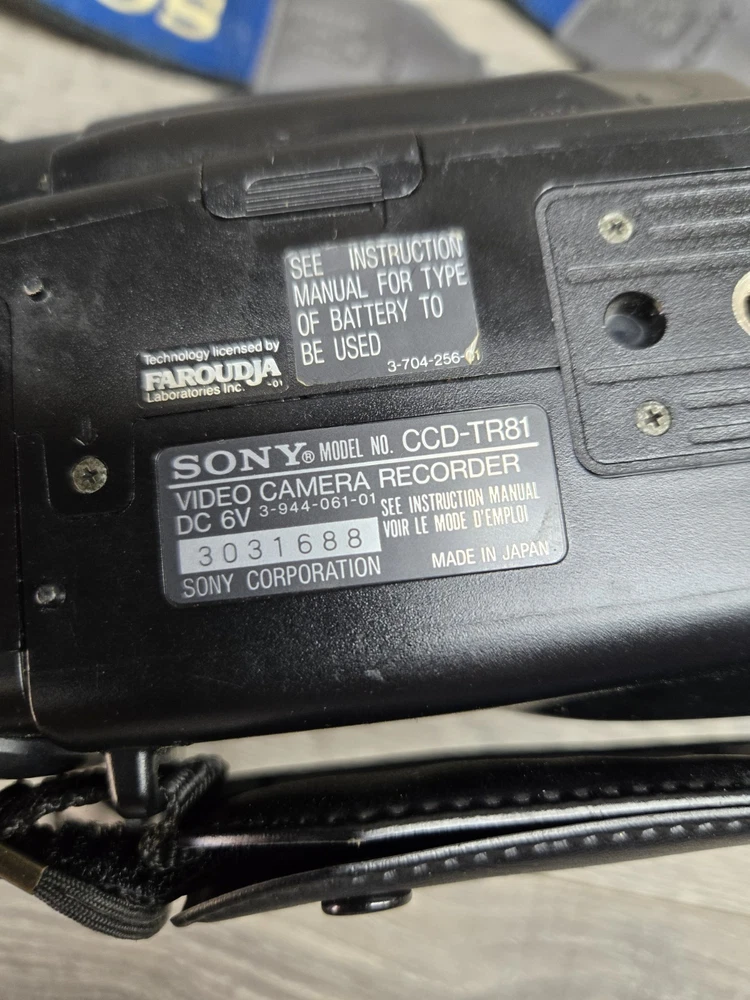 SEE INSTRUCTION
MANUAL FOR TYPE
OF BATTERY TO
BE USED
3-704-256-01
Technology licensed by
FAROUDJA
Laboratories Inc. -01
SONY® MODEL NO. CCD-TR81
VIDEO CAMERA RECORDER
DC 6V 3-944-061-01 SEE INSTRUCTION MANUAL
VOIR LE MODE D'EMPLOI
3031688
SONY CORPORATION MADE IN JAPAN